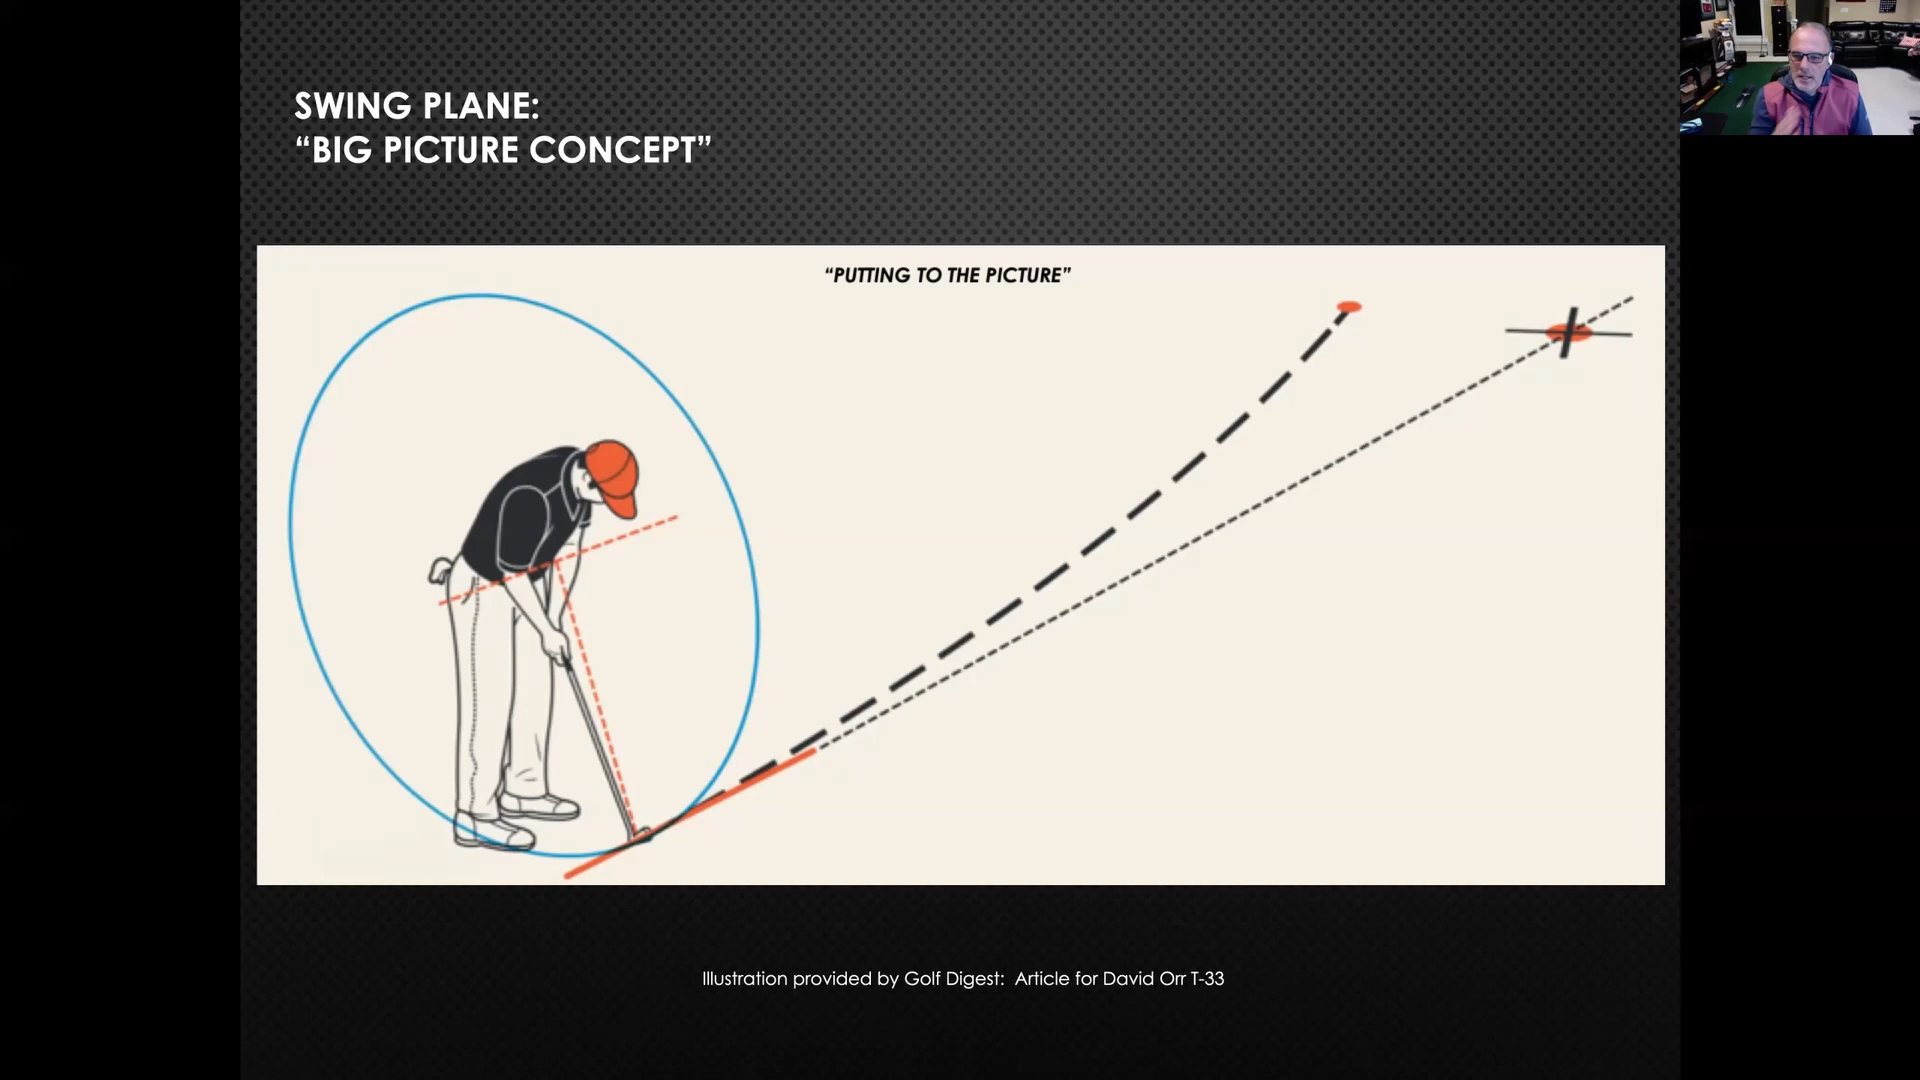 SWING PLANE:
“BIG PICTURE CONCEPT”
“PUTTING TO THE PICTURE”
Illustration provided by Golf Digest: Article for David Orr T-33